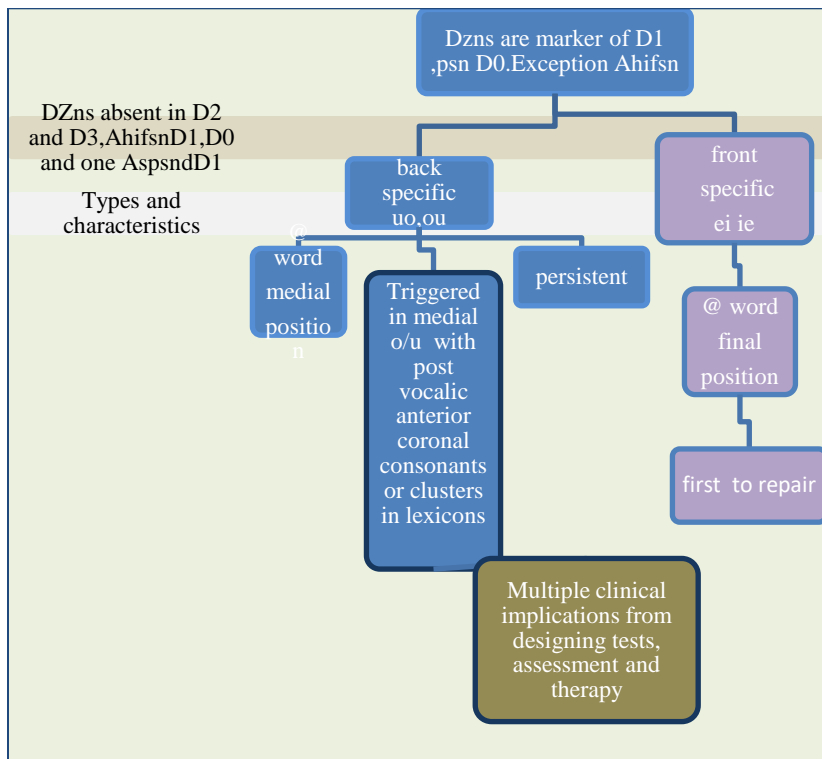 Dzns are marker of D1
,psn D0.Exception Ahifsn
DZns absent in D2
and D3,AhifsnD1,D0
and one AspsndD1
Types and
characteristics
back
specific
uo,ou
front
specific
ei ie
@
word
medial
positio
n
Triggered
in medial
o/u with
post
vocalic
anterior
coronal
consonants
or clusters
in lexicons
persistent
@ word
final
position
first to repair
Multiple clinical
implications from
designing tests,
assessment and
therapy